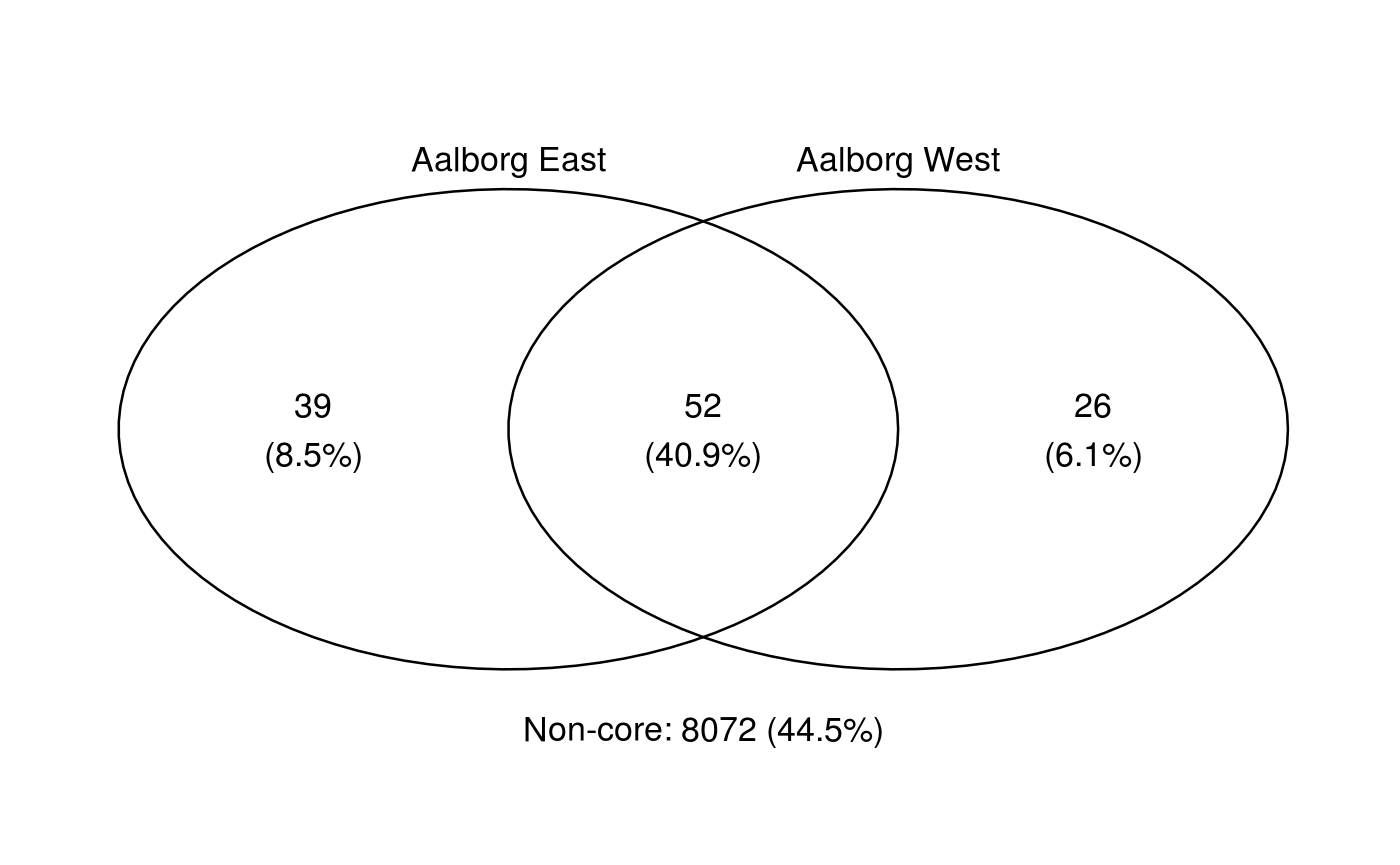 Aalborg East
Aalborg West
39
(8.5%)
52
(40.9%)
26
(6.1%)
Non-core: 8072 (44.5%)